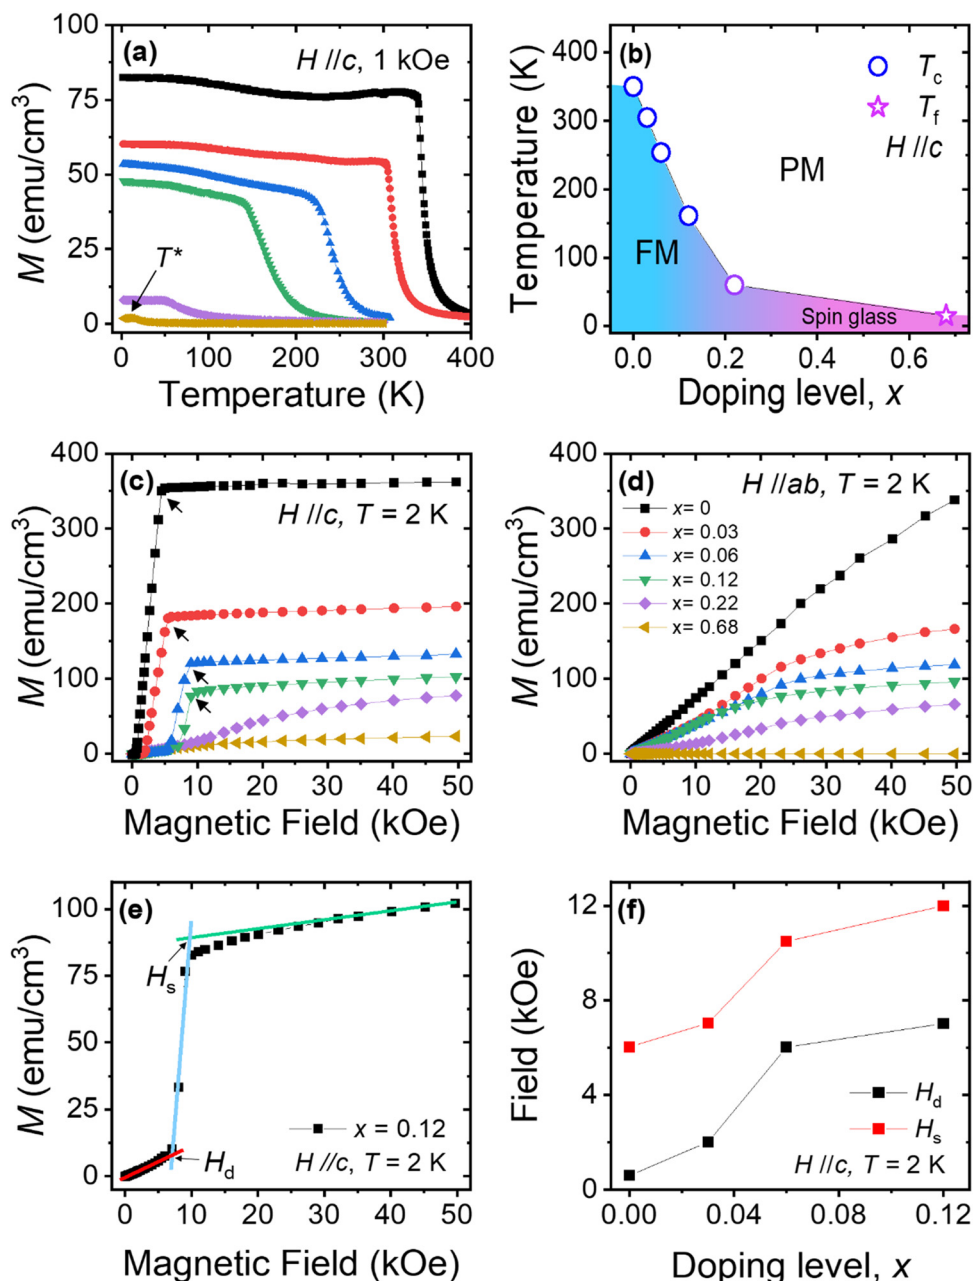 (a)
H //c, 1 kOe
T*
100
75
50
25
0
M (emu/cm³)
0 100 200 300 400
Temperature (K)
(b)
T_c
T_f
H //c
PM
FM
Spin glass
400
300
200
100
0
Temperature (K)
0.0 0.2 0.4 0.6
Doping level, x
(c)
H //c, T = 2 K
400
300
200
100
0
M (emu/cm³)
0 10 20 30 40 50
Magnetic Field (kOe)
(d)
H //ab, T = 2 K
x= 0
x= 0.03
x= 0.06
x= 0.12
x= 0.22
x= 0.68
400
300
200
100
0
M (emu/cm³)
0 10 20 30 40 50
Magnetic Field (kOe)
(e)
H_s
H_d
x = 0.12
H //c, T = 2 K
100
75
50
25
0
M (emu/cm³)
0 10 20 30 40 50
Magnetic Field (kOe)
(f)
H_d
H_s
H //c, T = 2 K
12
8
4
0
Field (kOe)
0.00 0.04 0.08 0.12
Doping level, x